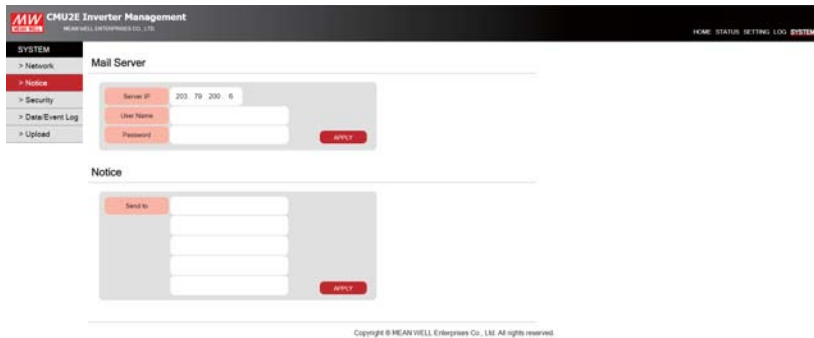 MW
MEAN WELL
CMU2E Inverter Management
MEAN WELL ENTERPRISES CO., LTD.
HOME STATUS SETTING LOG SYSTEM
SYSTEM
> Network
> Notice
> Security
> Data/Event Log
> Upload
Mail Server
Server IP 203 79 200 6
User Name
Password
APPLY
Notice
Send to
APPLY
Copyright © MEAN WELL Enterprises Co., Ltd. All rights reserved.